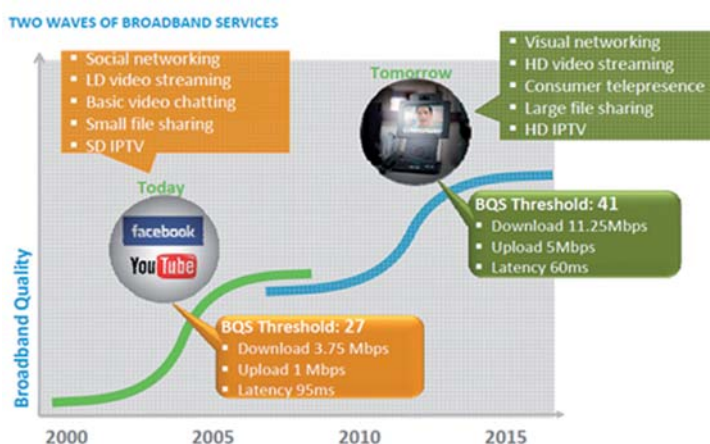 TWO WAVES OF BROADBAND SERVICES
▪ Social networking
▪ LD video streaming
▪ Basic video chatting
▪ Small file sharing
▪ SD IPTV
Tomorrow
▪ Visual networking
▪ HD video streaming
▪ Consumer telepresence
▪ Large file sharing
▪ HD IPTV
Today
facebook
YouTube
BQS Threshold: 41
▪ Download 11.25Mbps
▪ Upload 5Mbps
▪ Latency 60ms
BQS Threshold: 27
▪ Download 3.75 Mbps
▪ Upload 1 Mbps
▪ Latency 95ms
Broadband Quality
2000 2005 2010 2015